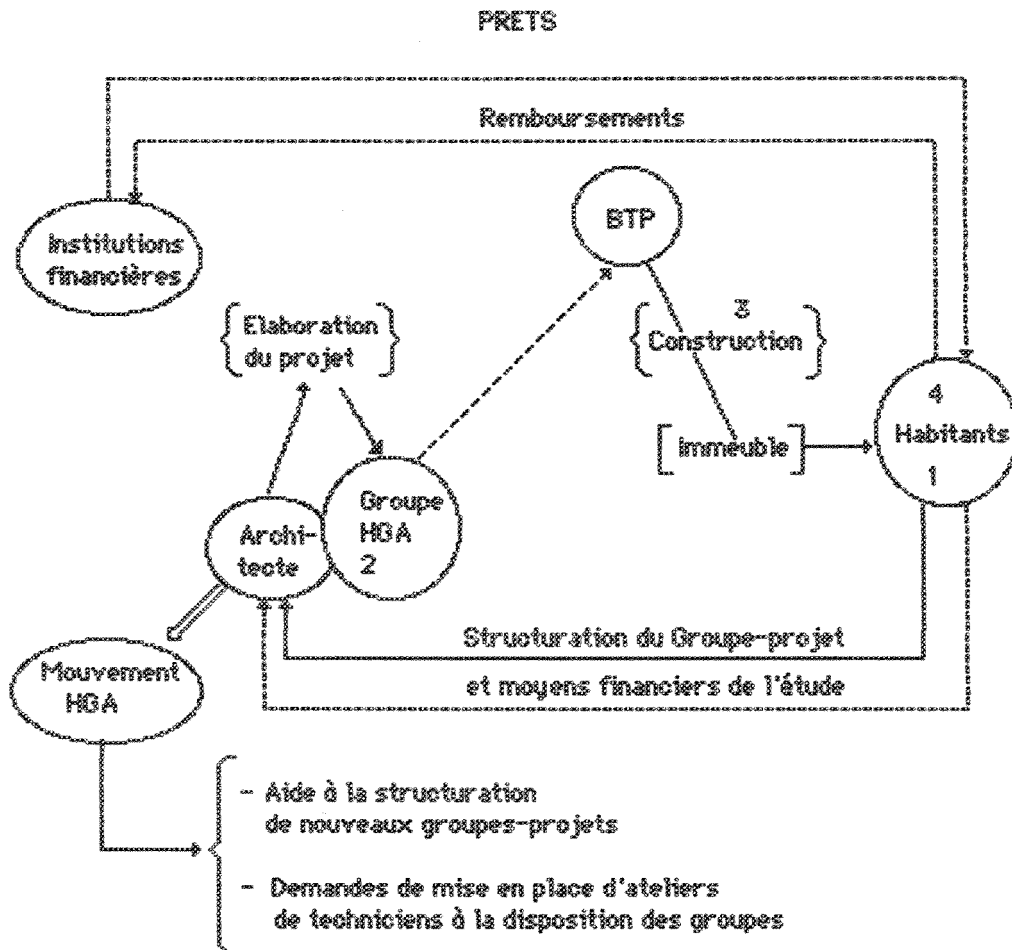 PRETS
Remboursements
BTP
Institutions
financières
Elaboration
du projet
3
Construction
4
Habitants
1
Immeuble
Groupe
HGA
2
Archi-
tecte
Structuration du Groupe-projet
et moyens financiers de l'étude
Mouvement
HGA
- Aide à la structuration
de nouveaux groupes-projets
- Demandes de mise en place d'ateliers
de techniciens à la disposition des groupes